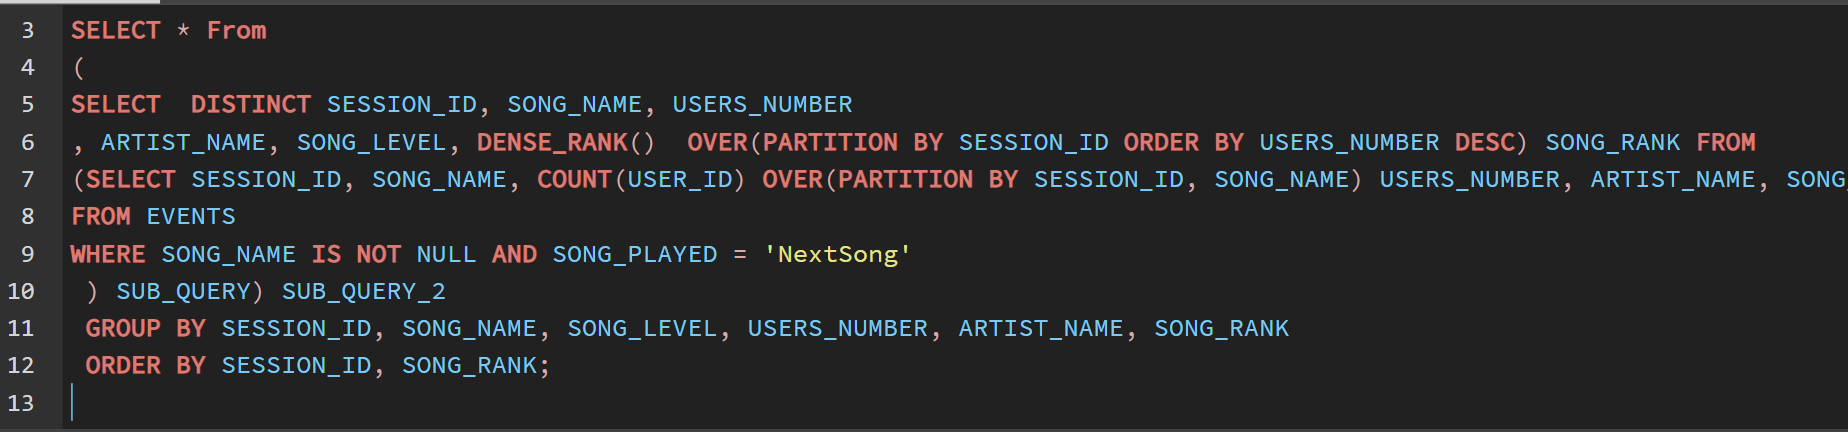 3 SELECT * From
4 (
5 SELECT  DISTINCT SESSION_ID, SONG_NAME, USERS_NUMBER
6 , ARTIST_NAME, SONG_LEVEL, DENSE_RANK()  OVER(PARTITION BY SESSION_ID ORDER BY USERS_NUMBER DESC) SONG_RANK FROM
7 (SELECT SESSION_ID, SONG_NAME, COUNT(USER_ID) OVER(PARTITION BY SESSION_ID, SONG_NAME) USERS_NUMBER, ARTIST_NAME, SONG_
8 FROM EVENTS
9 WHERE SONG_NAME IS NOT NULL AND SONG_PLAYED = 'NextSong'
10  ) SUB_QUERY) SUB_QUERY_2
11  GROUP BY SESSION_ID, SONG_NAME, SONG_LEVEL, USERS_NUMBER, ARTIST_NAME, SONG_RANK
12  ORDER BY SESSION_ID, SONG_RANK;
13